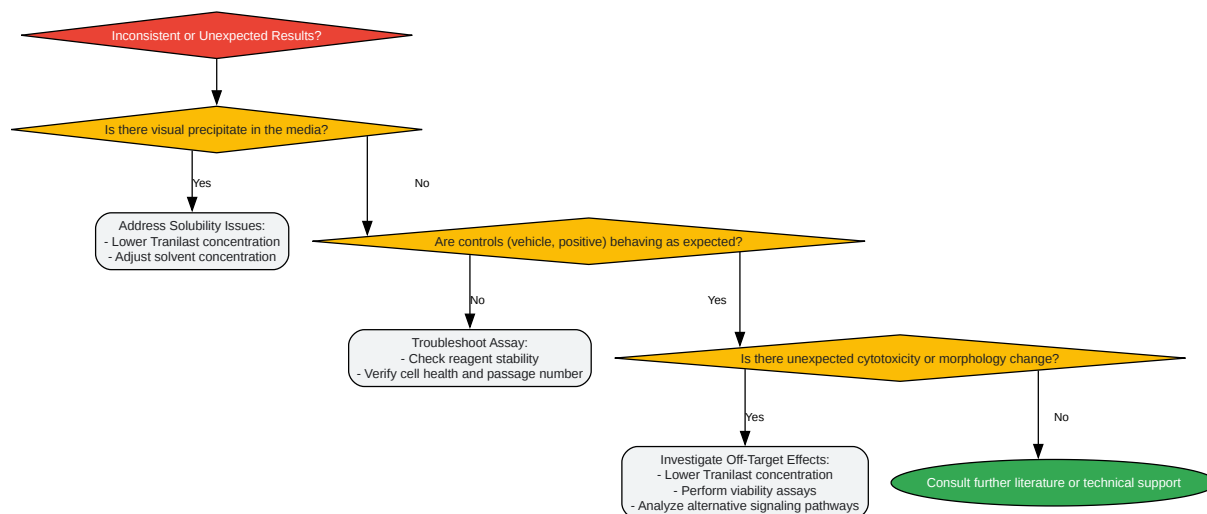 Inconsistent or Unexpected Results?
Is there visual precipitate in the media?
Yes
No
Address Solubility Issues:
- Lower Tranilast concentration
- Adjust solvent concentration
Are controls (vehicle, positive) behaving as expected?
No
Yes
Troubleshoot Assay:
- Check reagent stability
- Verify cell health and passage number
Is there unexpected cytotoxicity or morphology change?
Yes
No
Investigate Off-Target Effects:
- Lower Tranilast concentration
- Perform viability assays
- Analyze alternative signaling pathways
Consult further literature or technical support